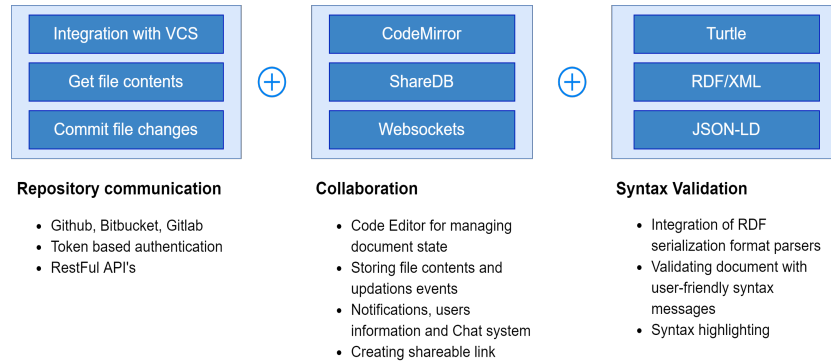 Integration with VCS
Get file contents
Commit file changes
CodeMirror
ShareDB
Websockets
Turtle
RDF/XML
JSON-LD
Repository communication
• Github, Bitbucket, Gitlab
• Token based authentication
• RestFul API's
Collaboration
• Code Editor for managing
document state
• Storing file contents and
updations events
• Notifications, users
information and Chat system
• Creating shareable link
Syntax Validation
• Integration of RDF
serialization format parsers
• Validating document with
user-friendly syntax
messages
• Syntax highlighting